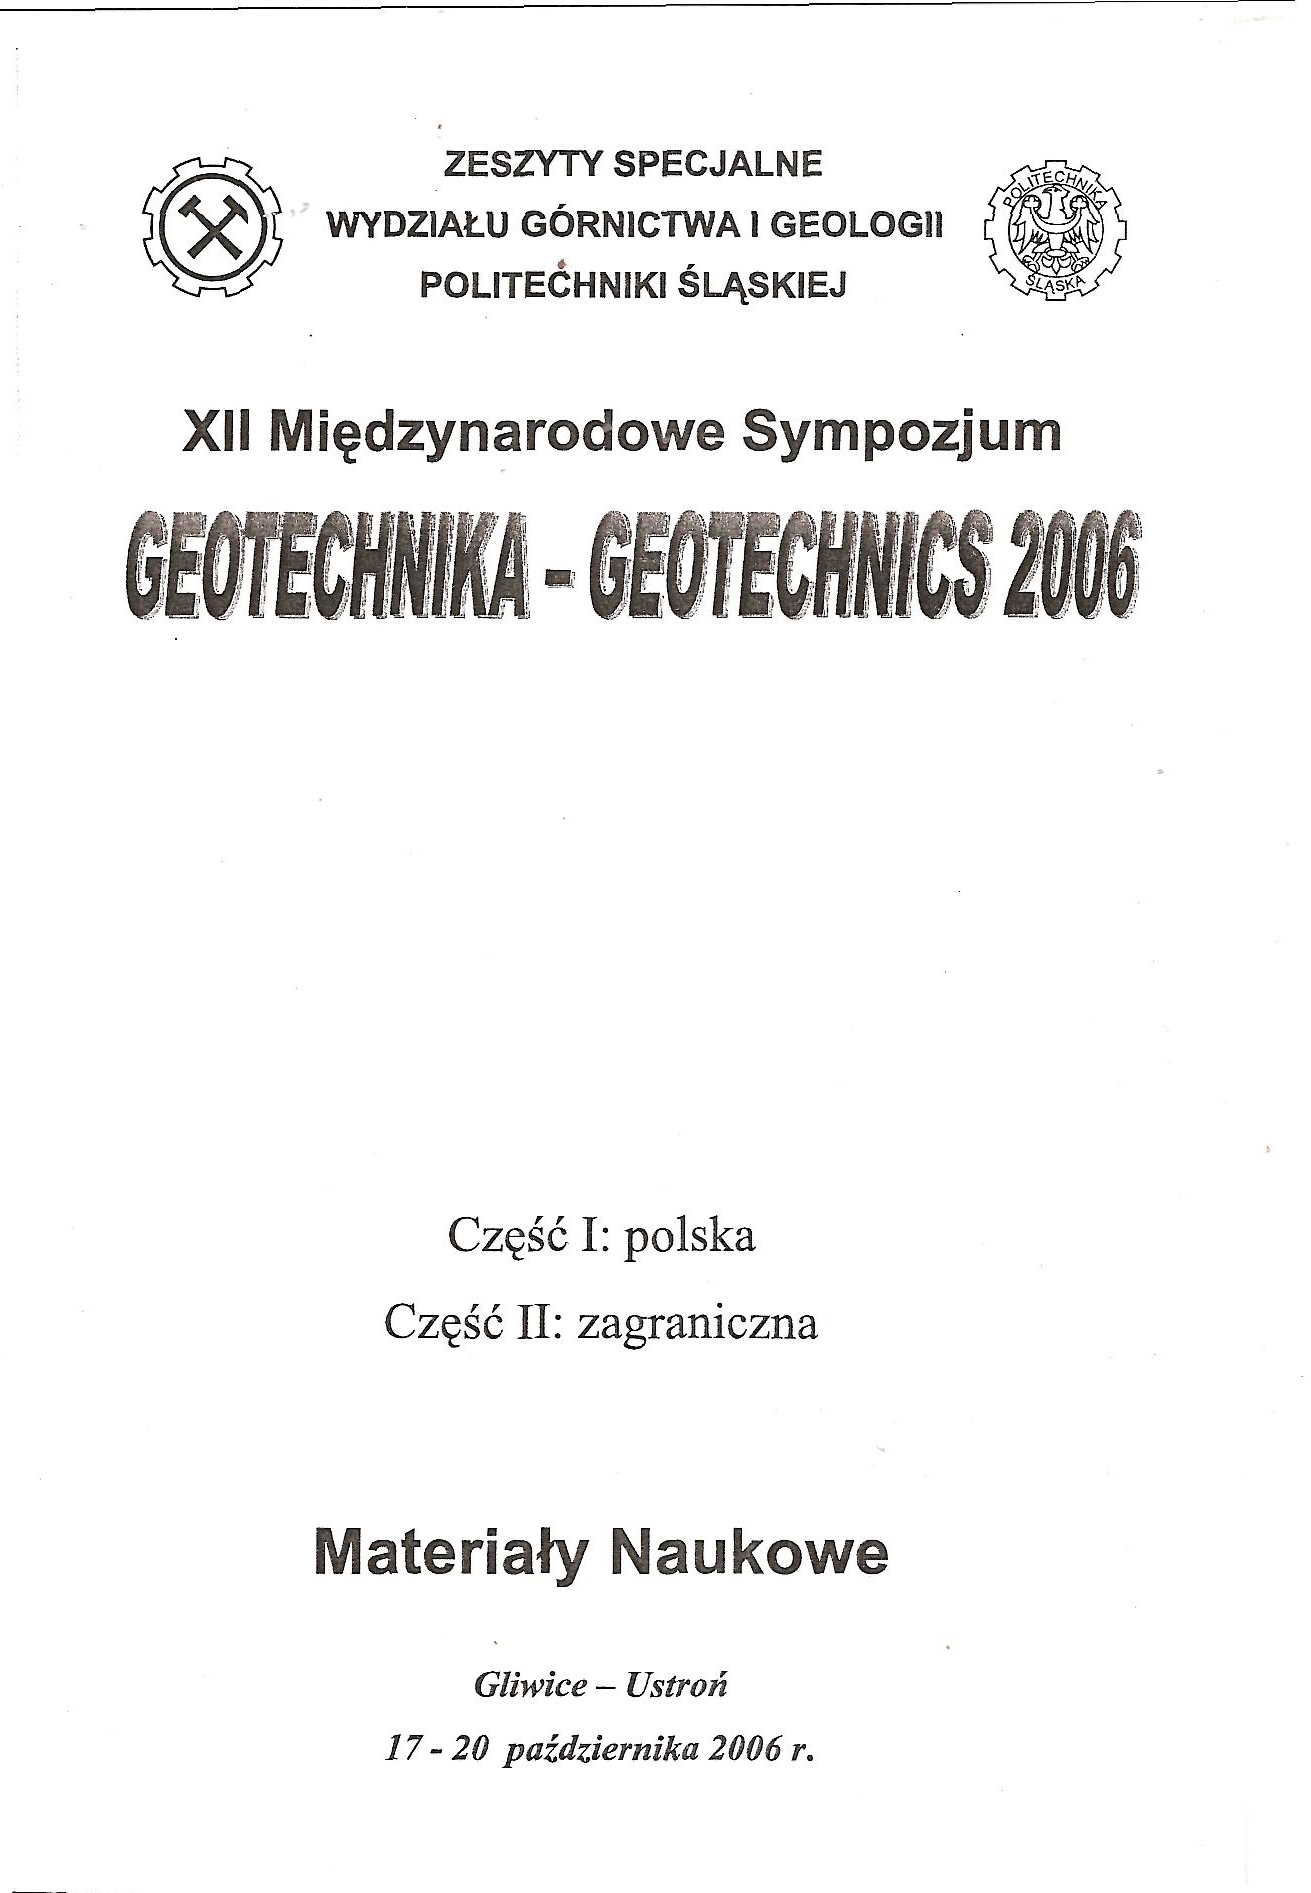 ZESZYTY SPECJALNE
WYDZIAŁU GÓRNICTWA I GEOLOGII
POLITECHNIKI ŚLĄSKIEJ
POLITECHNIKA
ŚLĄSKA
XII Międzynarodowe Sympozjum
GEOTECHNIKA - GEOTECHNICS 2006
Część I: polska
Część II: zagraniczna
Materiały Naukowe
Gliwice – Ustroń
17 - 20 października 2006 r.